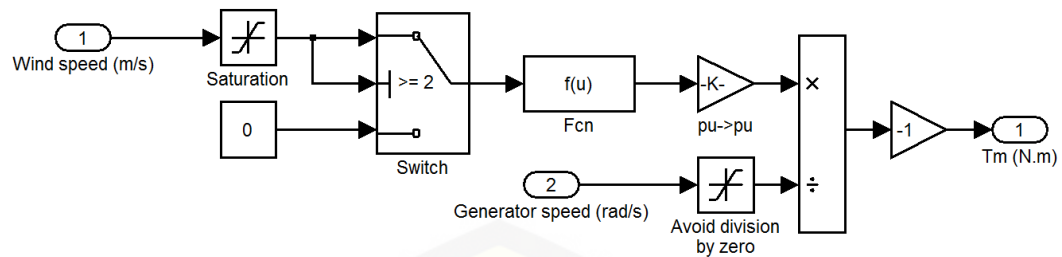 1
Wind speed (m/s)
Saturation
0
>= 2
Switch
f(u)
Fcn
-K-
pu->pu
2
Generator speed (rad/s)
Avoid division
by zero
×
÷
-1
1
Tm (N.m)